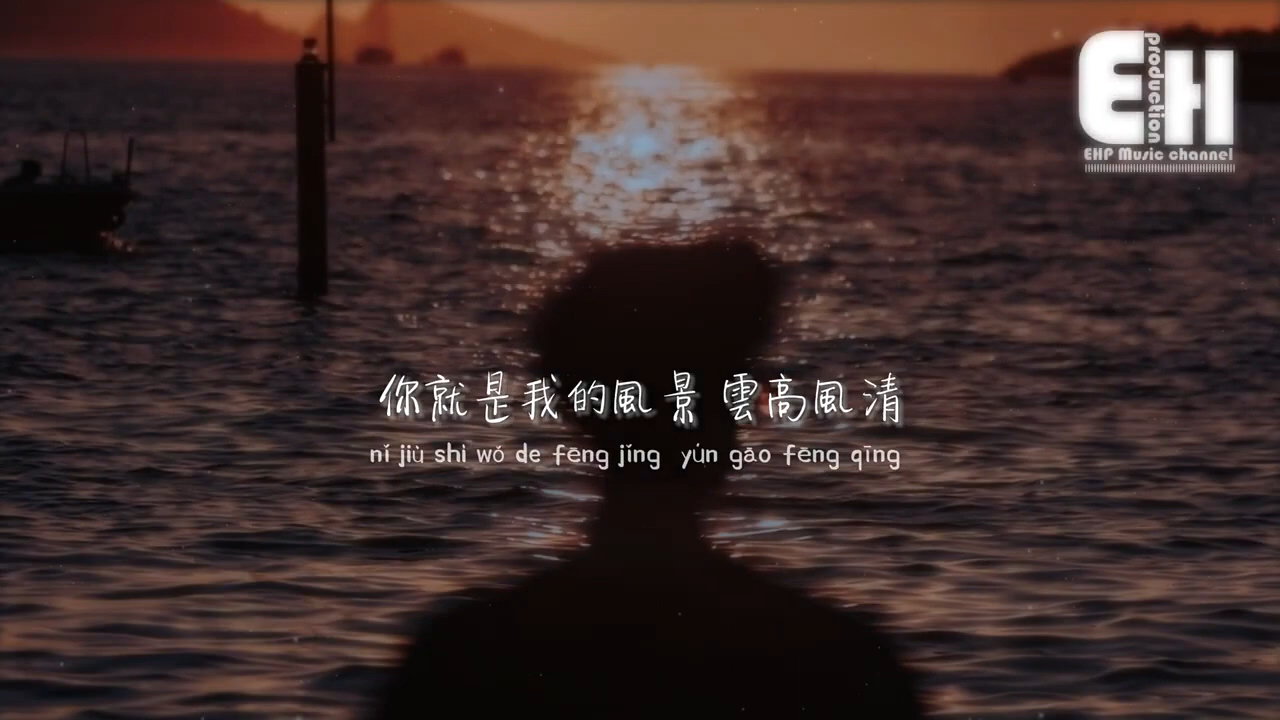 EH
production
EHP Music channel
你就是我的風景 雲高風清
nǐ jiù shì wǒ de fēng jǐng yún gāo fēng qīng